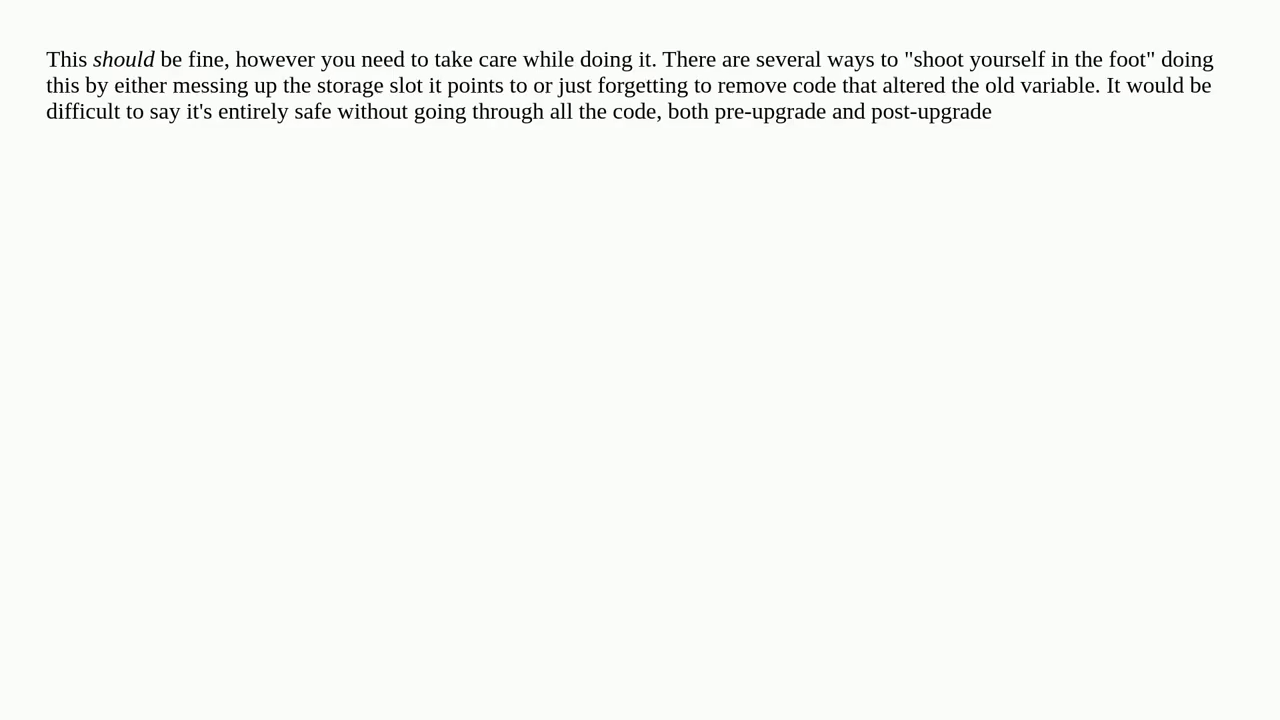 This should be fine, however you need to take care while doing it. There are several ways to "shoot yourself in the foot" doing
this by either messing up the storage slot it points to or just forgetting to remove code that altered the old variable. It would be
difficult to say it's entirely safe without going through all the code, both pre-upgrade and post-upgrade